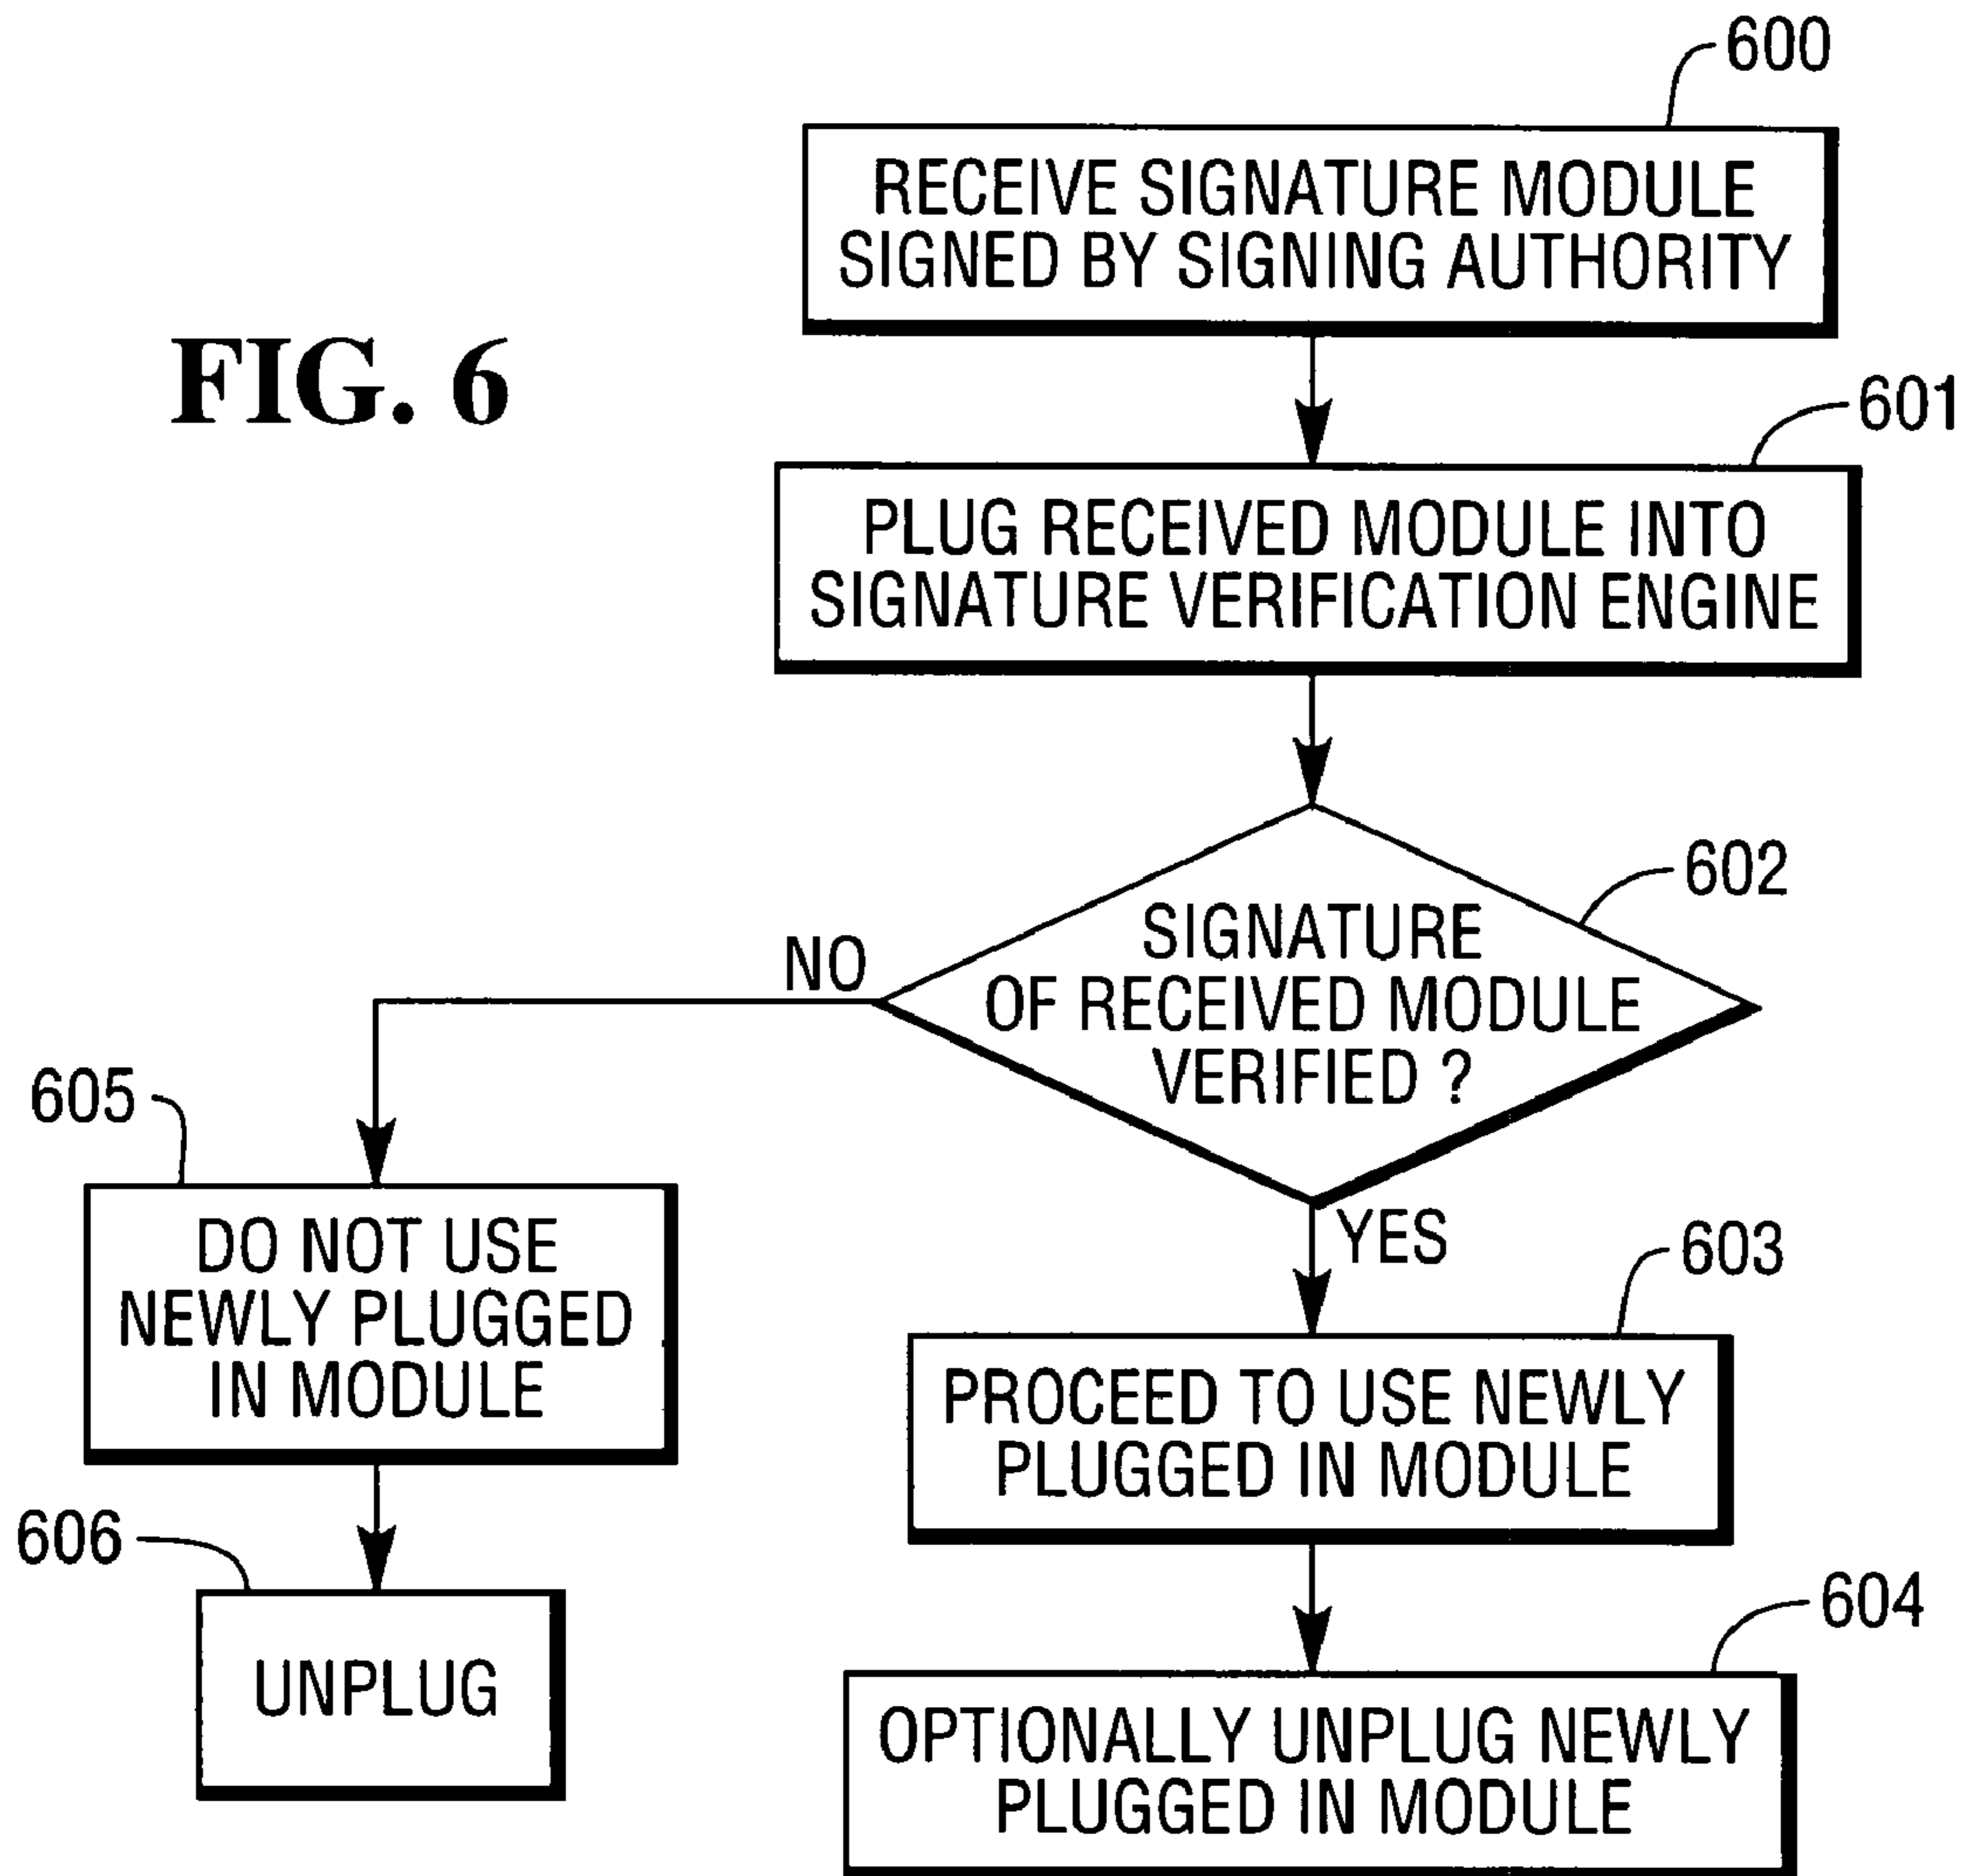 600
RECEIVE SIGNATURE MODULE
SIGNED BY SIGNING AUTHORITY
FIG. 6
601
PLUG RECEIVED MODULE INTO
SIGNATURE VERIFICATION ENGINE
602
SIGNATURE
OF RECEIVED MODULE
VERIFIED ?
NO
YES
605
DO NOT USE
NEWLY PLUGGED
IN MODULE
603
PROCEED TO USE NEWLY
PLUGGED IN MODULE
606
UNPLUG
604
OPTIONALLY UNPLUG NEWLY
PLUGGED IN MODULE